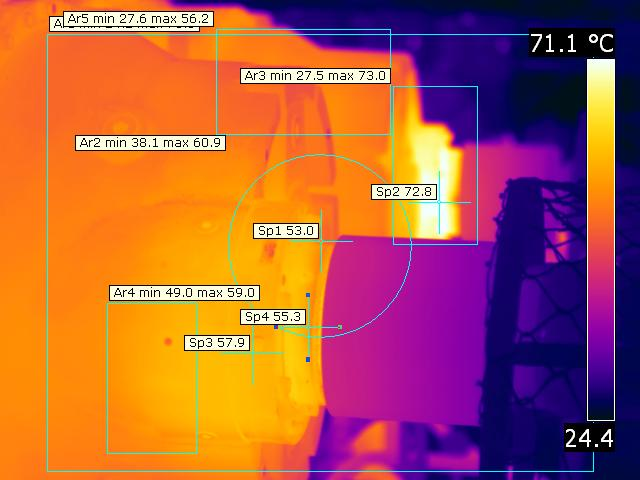 Ar5 min 27.6 max 56.2
71.1 °C
Ar3 min 27.5 max 73.0
Ar2 min 38.1 max 60.9
Sp2 72.8
Sp1 53.0
Ar4 min 49.0 max 59.0
Sp4 55.3
Sp3 57.9
24.4